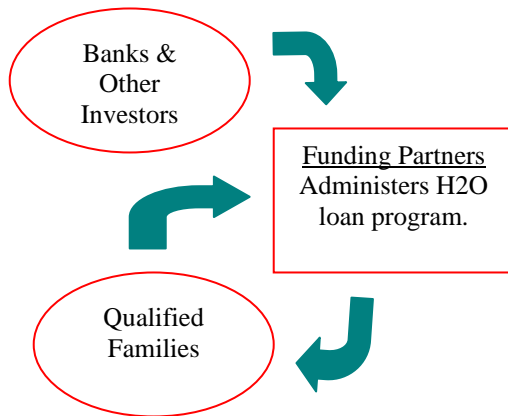 Banks &
Other
Investors
Funding Partners
Administers H2O
loan program.
Qualified
Families